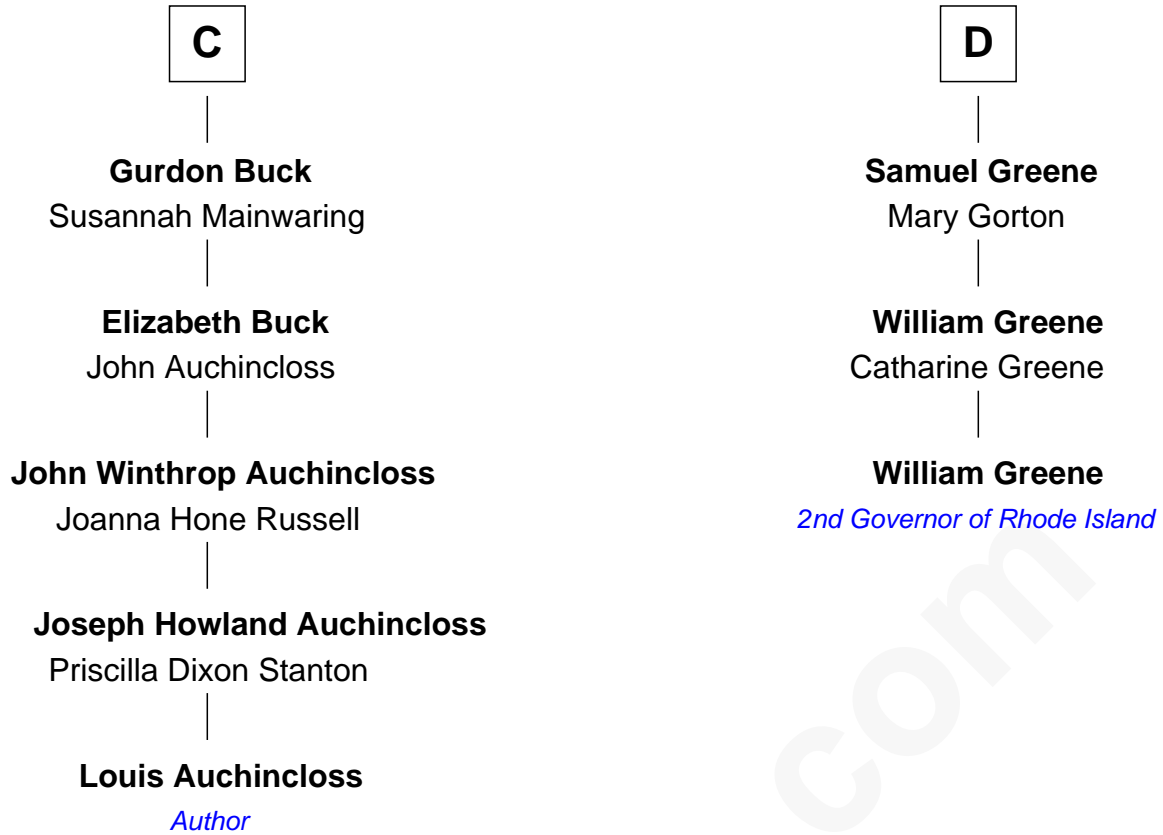 C
Gurdon Buck
Susannah Mainwaring
Elizabeth Buck
John Auchincloss
John Winthrop Auchincloss
Joanna Hone Russell
Joseph Howland Auchincloss
Priscilla Dixon Stanton
Louis Auchincloss
Author
D
Samuel Greene
Mary Gorton
William Greene
Catharine Greene
William Greene
2nd Governor of Rhode Island
com